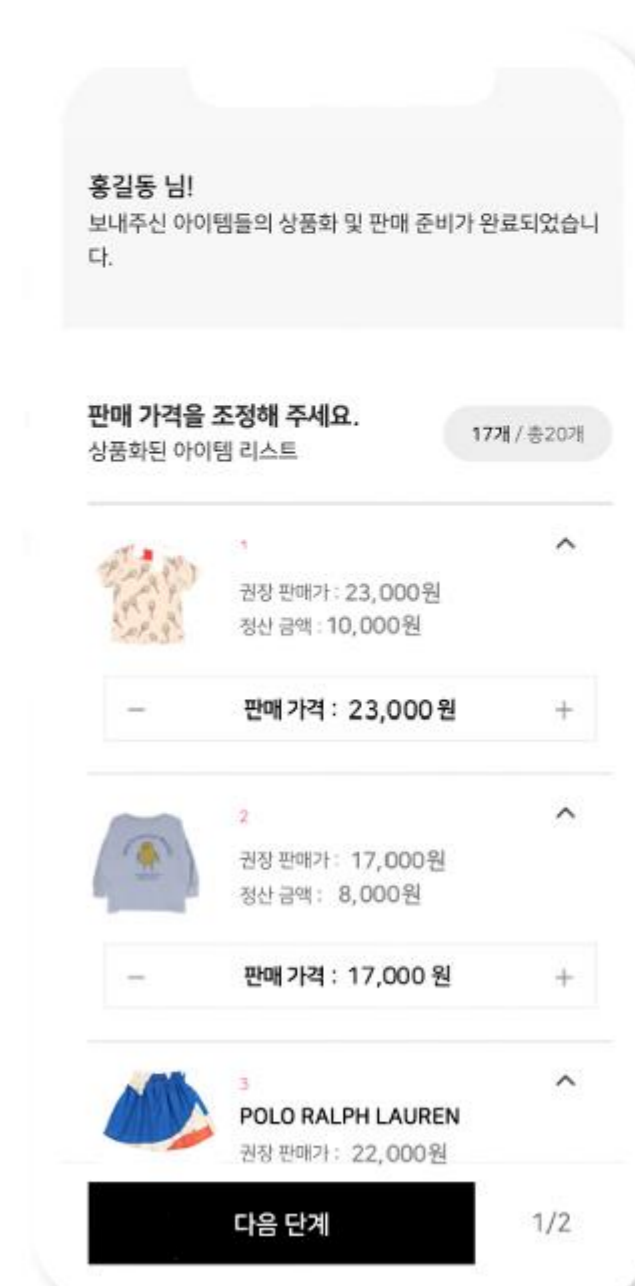 홍길동 님!
보내주신 아이템들의 상품화 및 판매 준비가 완료되었습니
다.
판매 가격을 조정해 주세요.
상품화된 아이템 리스트
17개 / 총20개
1
권장 판매가 : 23,000원
정산 금액 : 10,000원
− 판매 가격 : 23,000 원 +
2
권장 판매가 : 17,000원
정산 금액 : 8,000원
− 판매 가격 : 17,000 원 +
3
POLO RALPH LAUREN
권장 판매가 : 22,000원
다음 단계
1/2